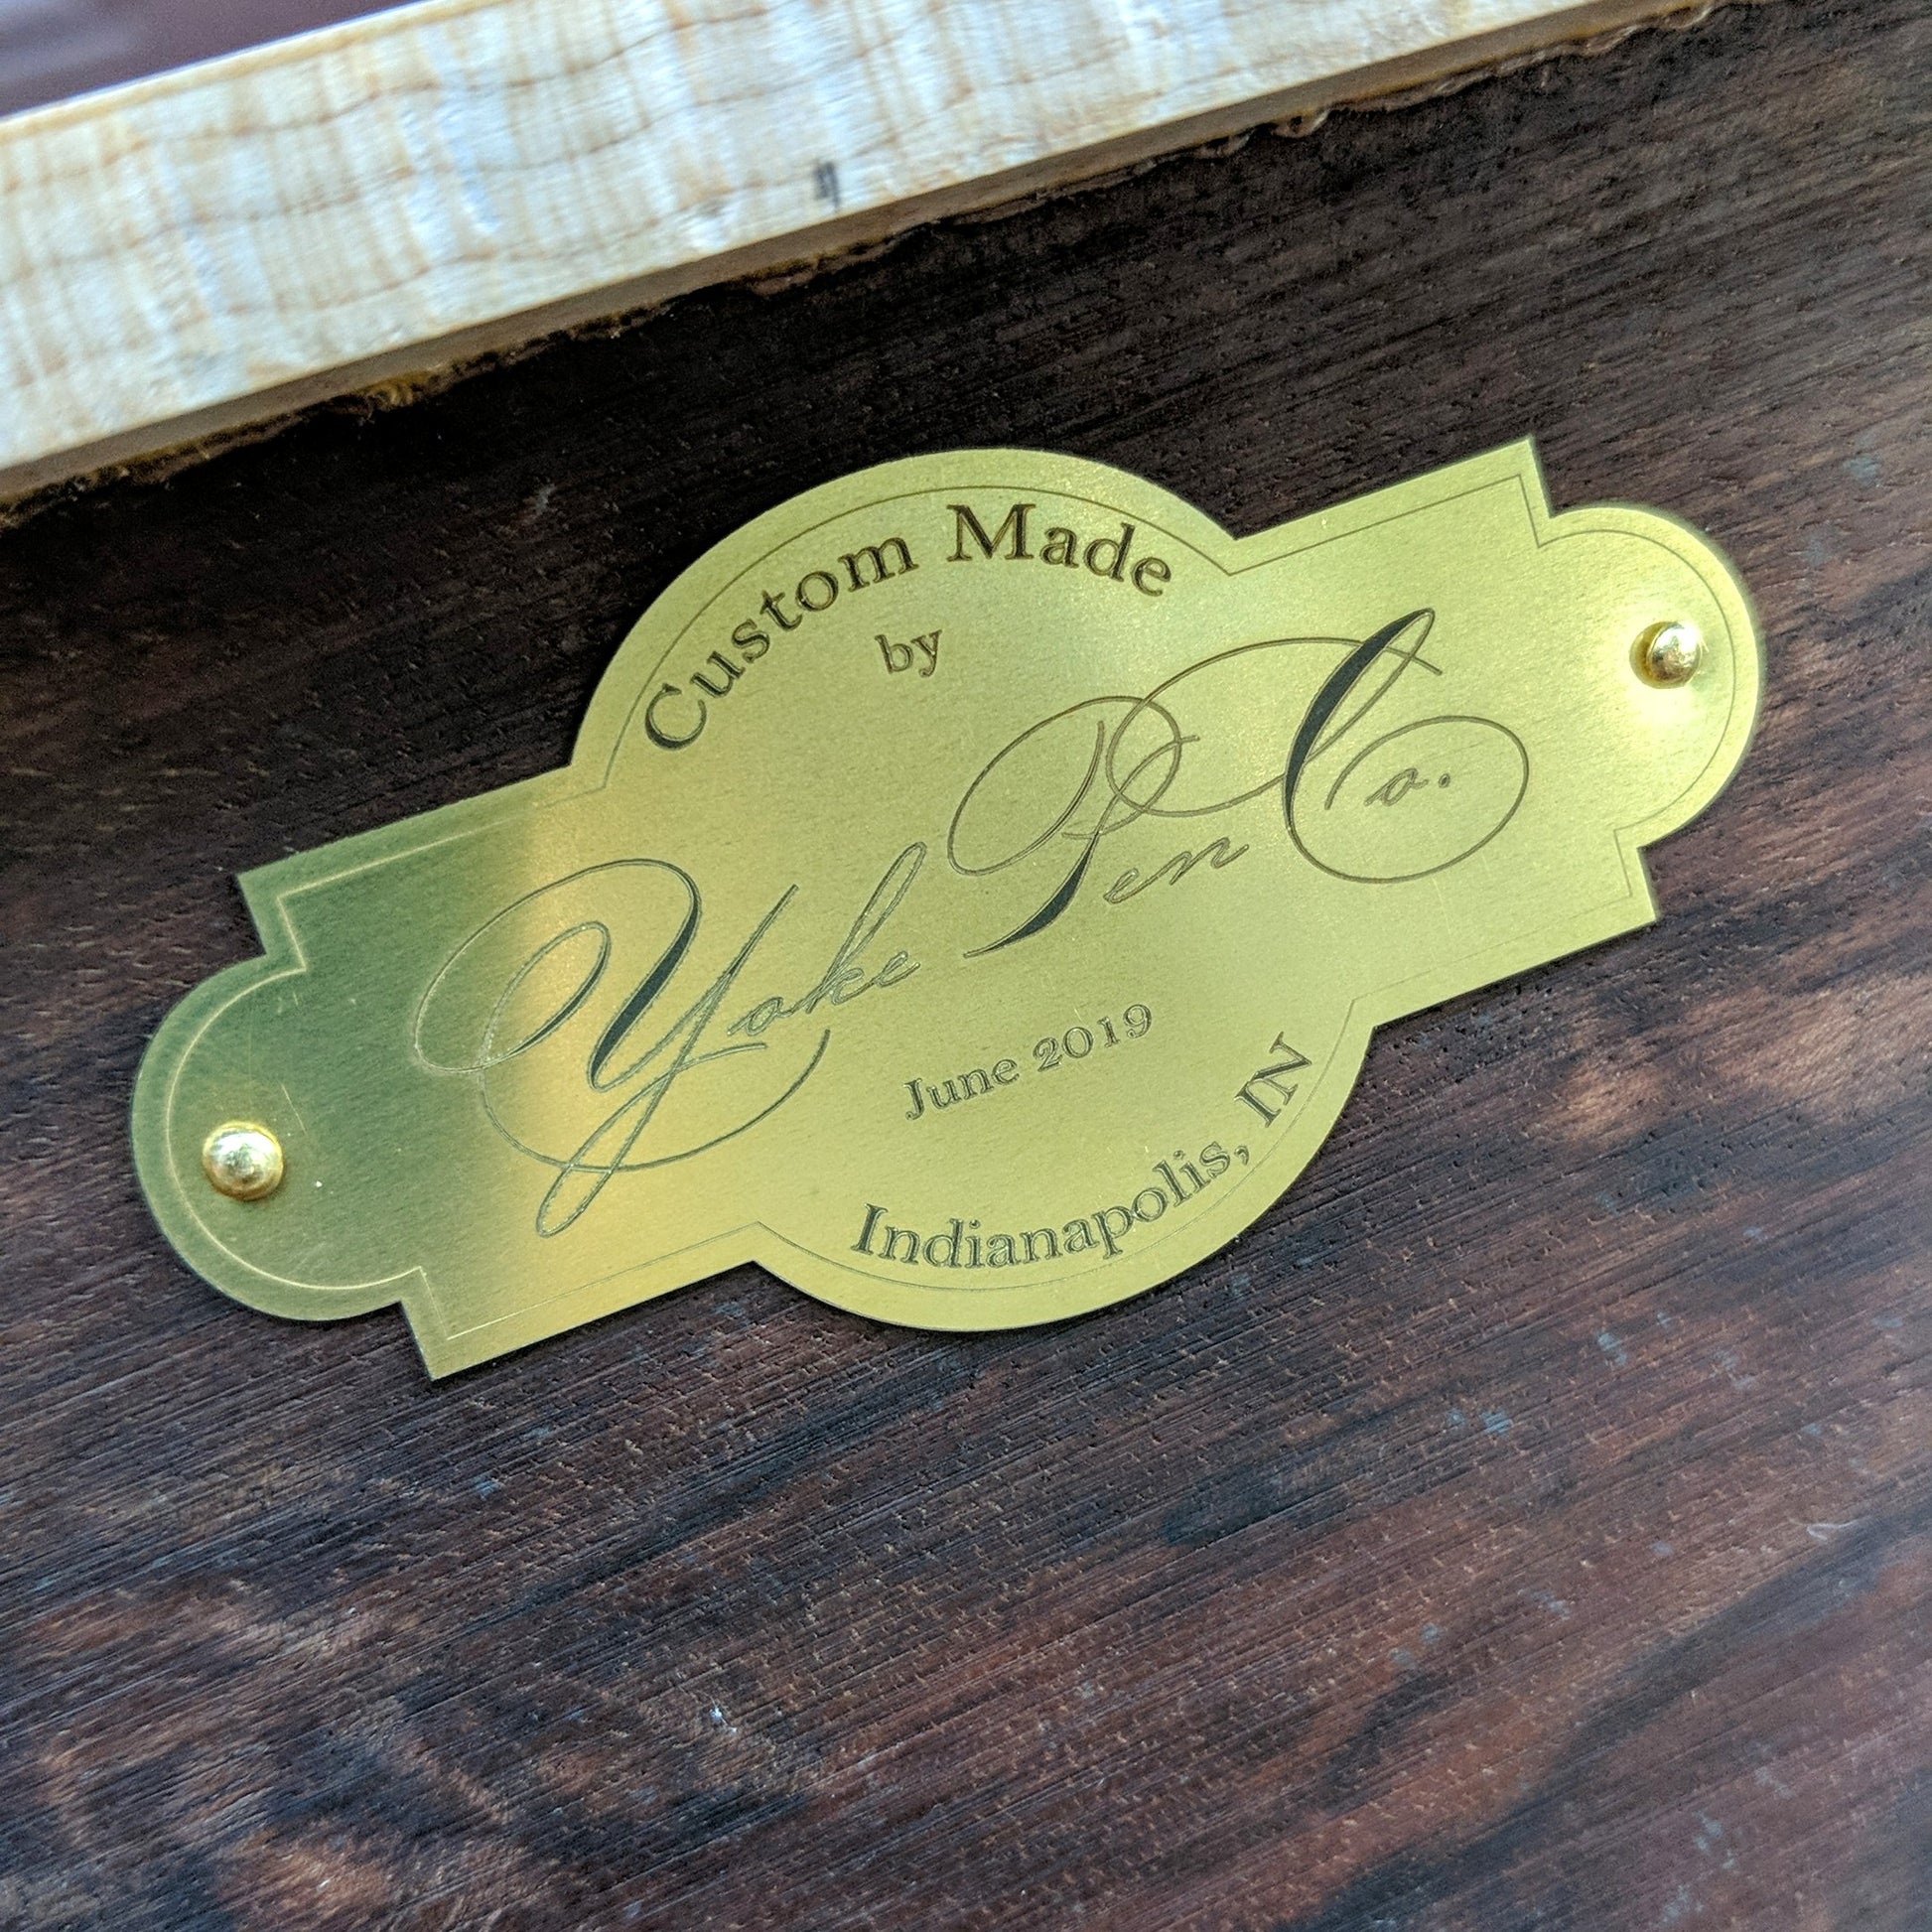 Custom Made
by
Yoke Pen Co.
June 2019
Indianapolis, IN